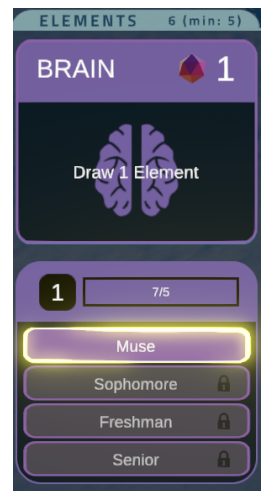 ELEMENTS 6 (min: 5)
BRAIN 1
Draw 1 Element
1 7/5
Muse
Sophomore
Freshman
Senior